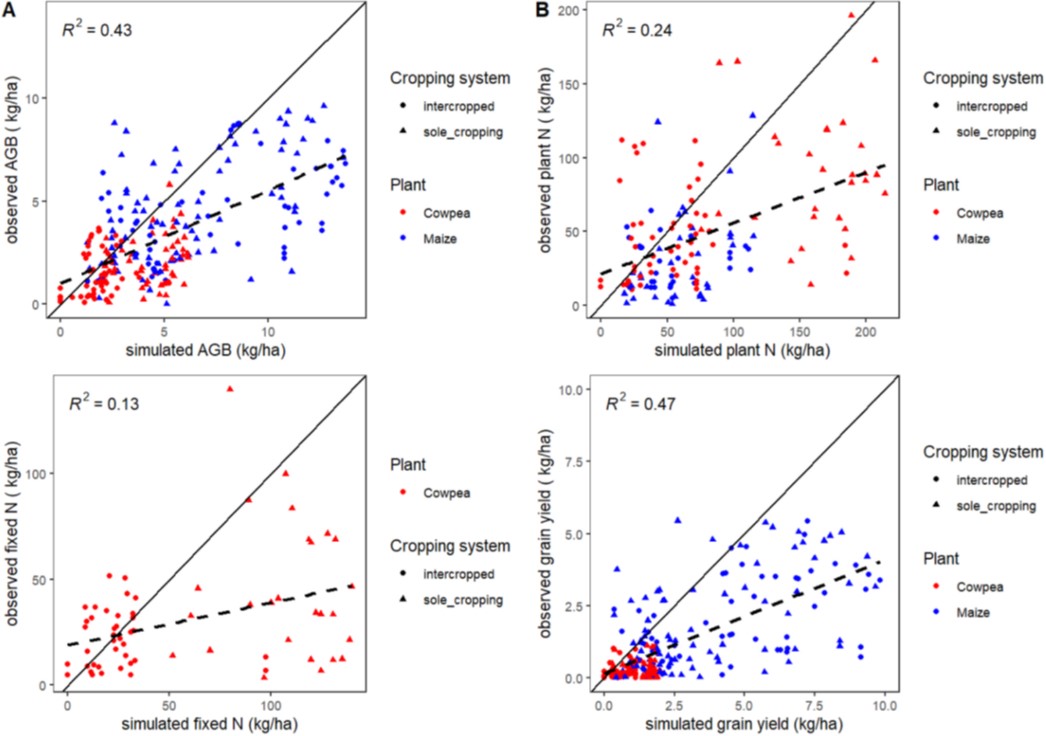 A
R² = 0.43
10
5
0
0
5
10
observed AGB ( kg/ha)
simulated AGB (kg/ha)
Cropping system
intercropped
sole_cropping
Plant
Cowpea
Maize
B
R² = 0.24
200
150
100
50
0
0
50
100
150
200
observed plant N ( kg/ha)
simulated plant N (kg/ha)
Cropping system
intercropped
sole_cropping
Plant
Cowpea
Maize
R² = 0.13
100
50
0
0
50
100
observed fixed N ( kg/ha)
simulated fixed N (kg/ha)
Plant
Cowpea
Cropping system
intercropped
sole_cropping
R² = 0.47
10.0
7.5
5.0
2.5
0.0
0.0
2.5
5.0
7.5
10.0
observed grain yield ( kg/ha)
simulated grain yield (kg/ha)
Cropping system
intercropped
sole_cropping
Plant
Cowpea
Maize